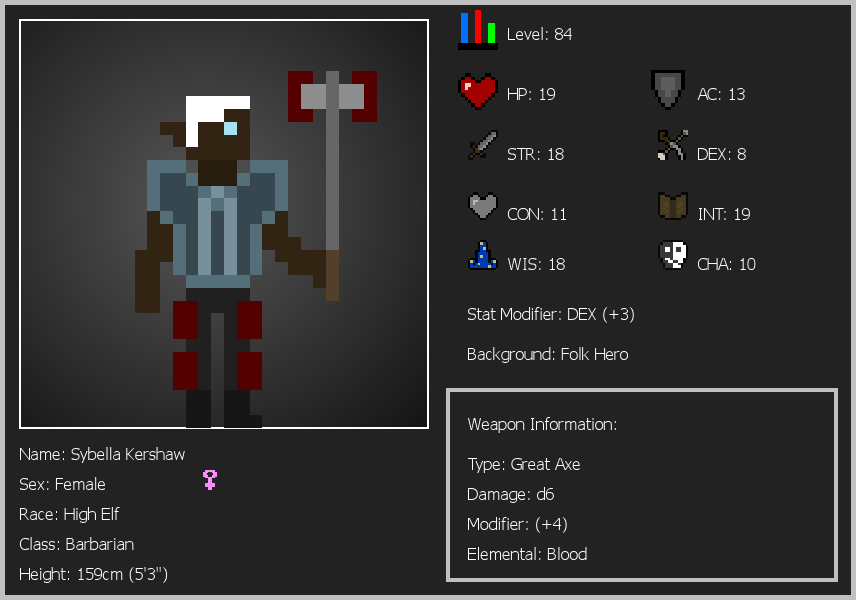 Level: 84
HP: 19
AC: 13
STR: 18
DEX: 8
CON: 11
INT: 19
WIS: 18
CHA: 10
Stat Modifier: DEX (+3)
Background: Folk Hero
Weapon Information:
Type: Great Axe
Damage: d6
Modifier: (+4)
Elemental: Blood
Name: Sybella Kershaw
Sex: Female
Race: High Elf
Class: Barbarian
Height: 159cm (5'3")